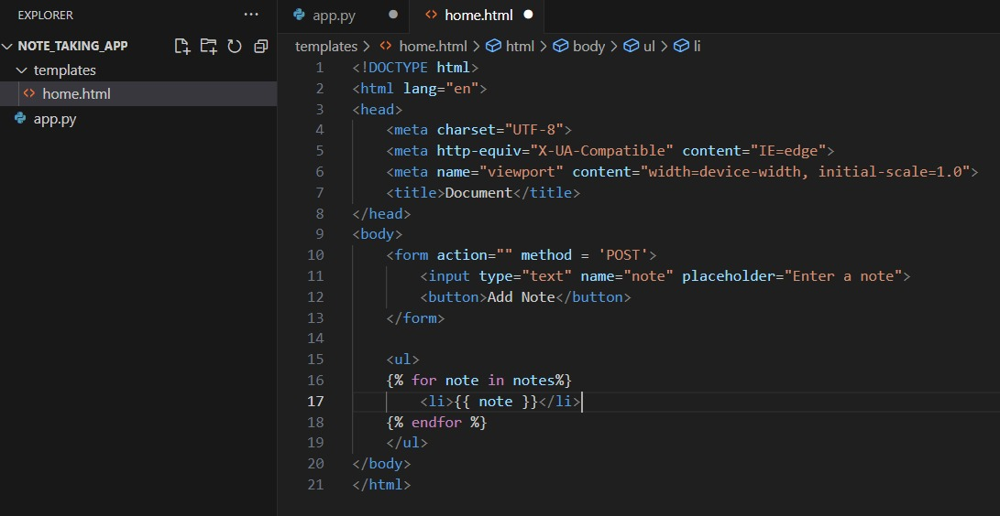 EXPLORER
NOTE_TAKING_APP
templates
home.html
app.py
app.py
home.html
templates > home.html > html > body > ul > li
1 <!DOCTYPE html>
2 <html lang="en">
3 <head>
4 <meta charset="UTF-8">
5 <meta http-equiv="X-UA-Compatible" content="IE=edge">
6 <meta name="viewport" content="width=device-width, initial-scale=1.0">
7 <title>Document</title>
8 </head>
9 <body>
10 <form action="" method = 'POST'>
11 <input type="text" name="note" placeholder="Enter a note">
12 <button>Add Note</button>
13 </form>
14
15 <ul>
16 {% for note in notes%}
17 <li>{{ note }}</li>
18 {% endfor %}
19 </ul>
20 </body>
21 </html>